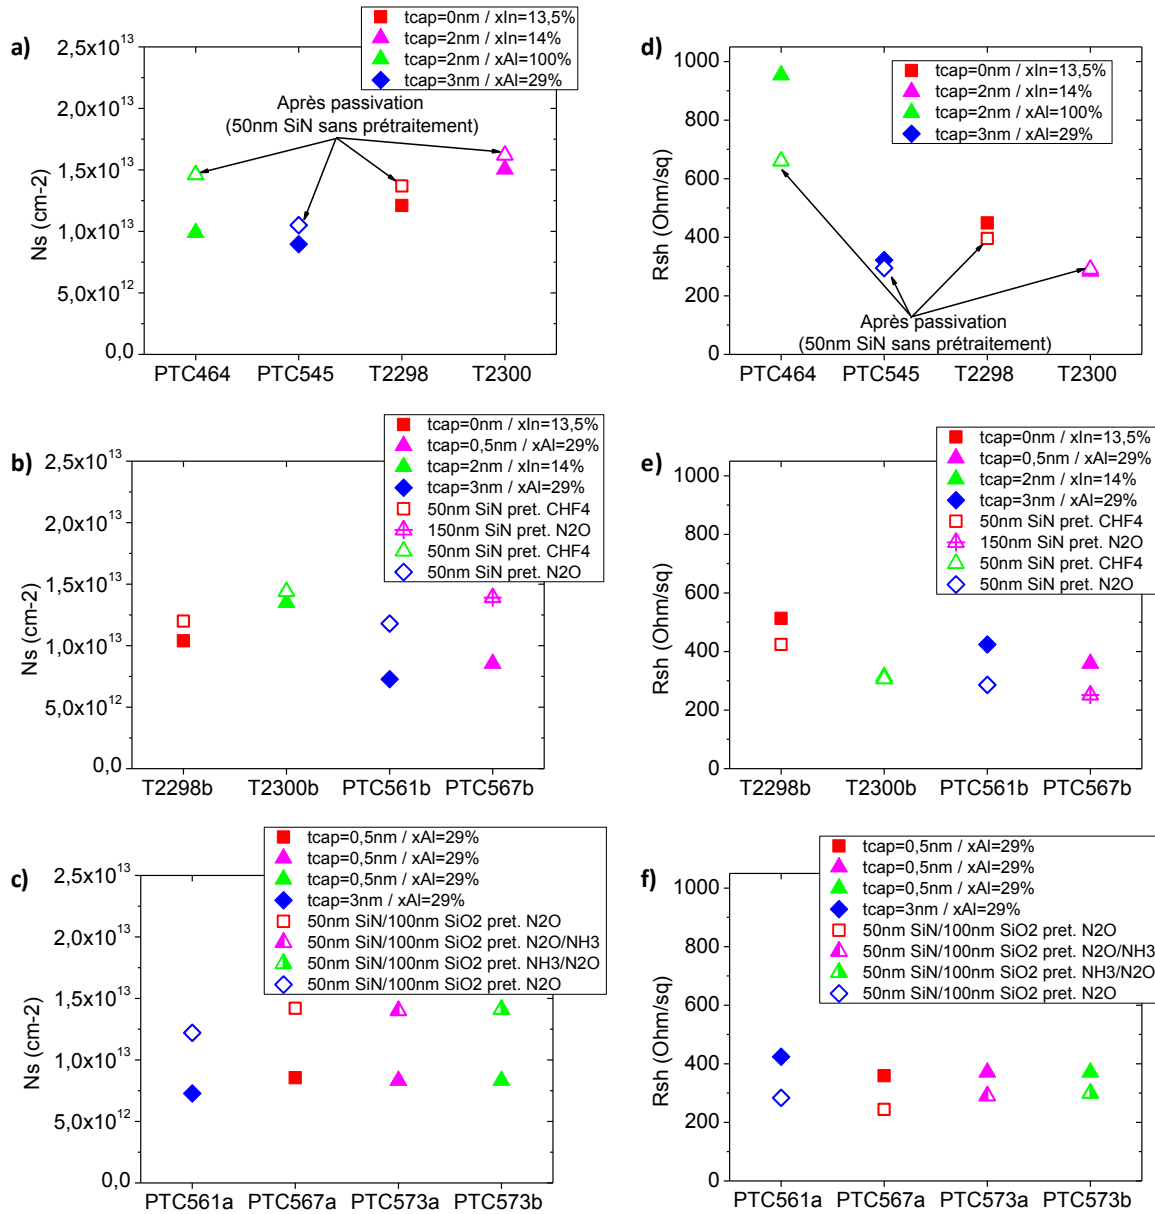 a)
tcap=0nm / xIn=13,5%
tcap=2nm / xIn=14%
tcap=2nm / xAl=100%
tcap=3nm / xAl=29%
Après passivation
(50nm SiN sans prétraitement)
Ns (cm-2)
2,5x10^13
2,0x10^13
1,5x10^13
1,0x10^13
5,0x10^12
0,0
PTC464 PTC545 T2298 T2300
d)
tcap=0nm / xIn=13,5%
tcap=2nm / xIn=14%
tcap=2nm / xAl=100%
tcap=3nm / xAl=29%
Rsh (Ohm/sq)
1000
800
600
400
200
0
Après passivation
(50nm SiN sans prétraitement)
PTC464 PTC545 T2298 T2300
b)
tcap=0nm / xIn=13,5%
tcap=0,5nm / xAl=29%
tcap=2nm / xIn=14%
tcap=3nm / xAl=29%
50nm SiN pret. CHF4
150nm SiN pret. N2O
50nm SiN pret. CHF4
50nm SiN pret. N2O
Ns (cm-2)
2,5x10^13
2,0x10^13
1,5x10^13
1,0x10^13
5,0x10^12
0,0
T2298b T2300b PTC561b PTC567b
e)
tcap=0nm / xIn=13,5%
tcap=0,5nm / xAl=29%
tcap=2nm / xIn=14%
tcap=3nm / xAl=29%
50nm SiN pret. CHF4
150nm SiN pret. N2O
50nm SiN pret. CHF4
50nm SiN pret. N2O
Rsh (Ohm/sq)
1000
800
600
400
200
0
T2298b T2300b PTC561b PTC567b
c)
tcap=0,5nm / xAl=29%
tcap=0,5nm / xAl=29%
tcap=0,5nm / xAl=29%
tcap=3nm / xAl=29%
50nm SiN/100nm SiO2 pret. N2O
50nm SiN/100nm SiO2 pret. N2O/NH3
50nm SiN/100nm SiO2 pret. NH3/N2O
50nm SiN/100nm SiO2 pret. N2O
Ns (cm-2)
2,5x10^13
2,0x10^13
1,5x10^13
1,0x10^13
5,0x10^12
0,0
PTC561a PTC567a PTC573a PTC573b
f)
tcap=0,5nm / xAl=29%
tcap=0,5nm / xAl=29%
tcap=0,5nm / xAl=29%
tcap=3nm / xAl=29%
50nm SiN/100nm SiO2 pret. N2O
50nm SiN/100nm SiO2 pret. N2O/NH3
50nm SiN/100nm SiO2 pret. NH3/N2O
50nm SiN/100nm SiO2 pret. N2O
Rsh (Ohm/sq)
1000
800
600
400
200
0
PTC561a PTC567a PTC573a PTC573b